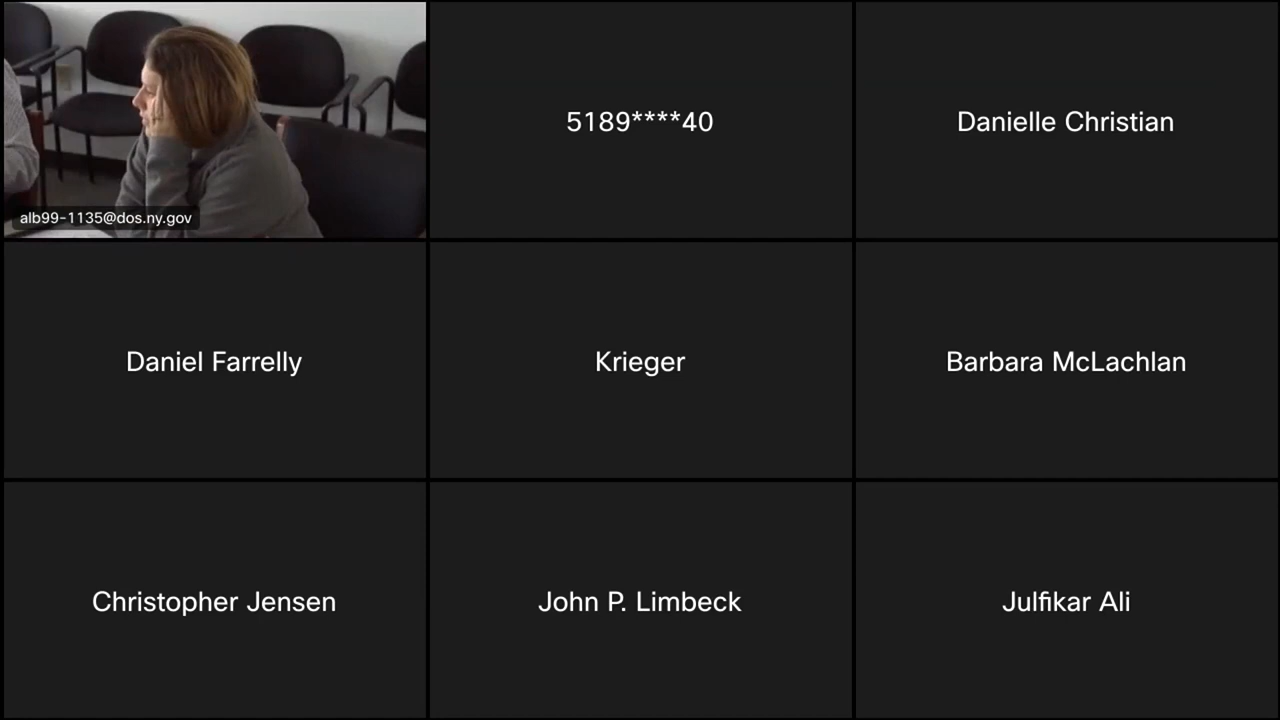 alb99-1135@dos.ny.gov
5189****40
Danielle Christian
Daniel Farrelly
Krieger
Barbara McLachlan
Christopher Jensen
John P. Limbeck
Julfikar Ali